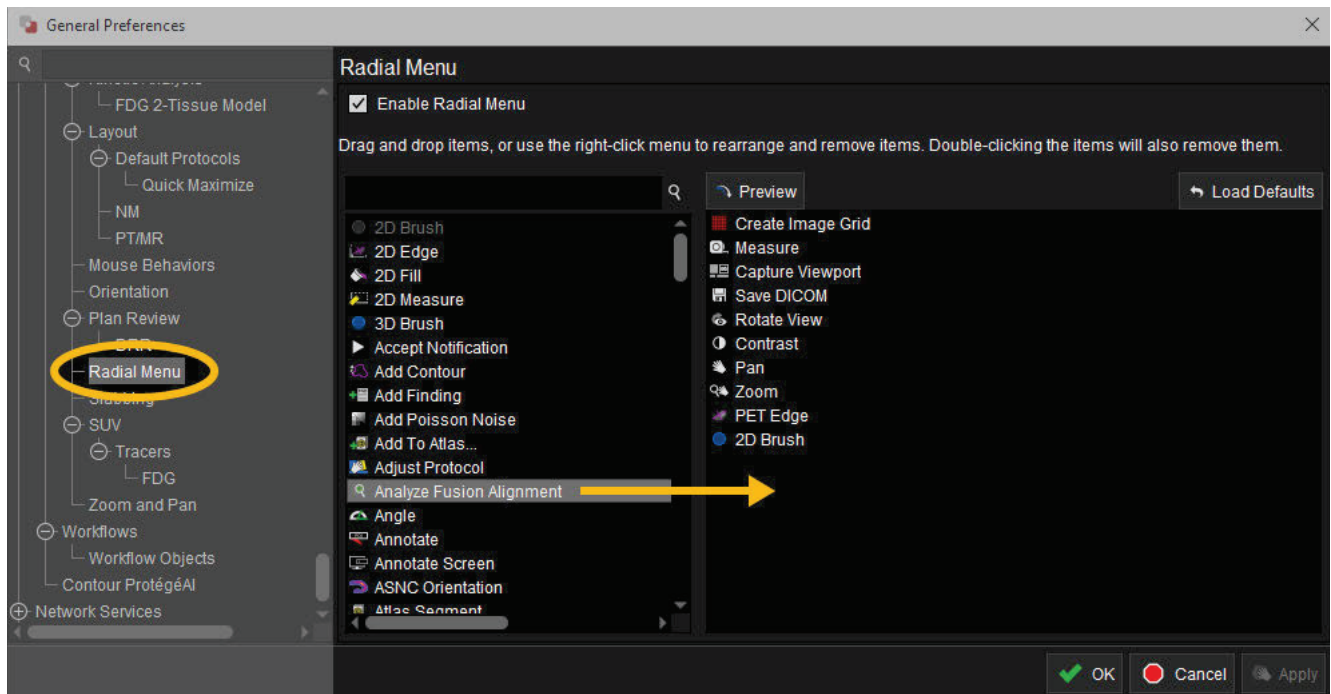 General Preferences
FDG 2-Tissue Model
Layout
Default Protocols
Quick Maximize
NM
PT/MR
Mouse Behaviors
Orientation
Plan Review
DRR
Radial Menu
Slabbing
SUV
Tracers
FDG
Zoom and Pan
Workflows
Workflow Objects
Contour ProtégéAI
Network Services
Radial Menu
Enable Radial Menu
Drag and drop items, or use the right-click menu to rearrange and remove items. Double-clicking the items will also remove them.
Preview
Load Defaults
2D Brush
2D Edge
2D Fill
2D Measure
3D Brush
Accept Notification
Add Contour
Add Finding
Add Poisson Noise
Add To Atlas...
Adjust Protocol
Analyze Fusion Alignment
Angle
Annotate
Annotate Screen
ASNC Orientation
Atlas Segment
Create Image Grid
Measure
Capture Viewport
Save DICOM
Rotate View
Contrast
Pan
Zoom
PET Edge
2D Brush
OK
Cancel
Apply